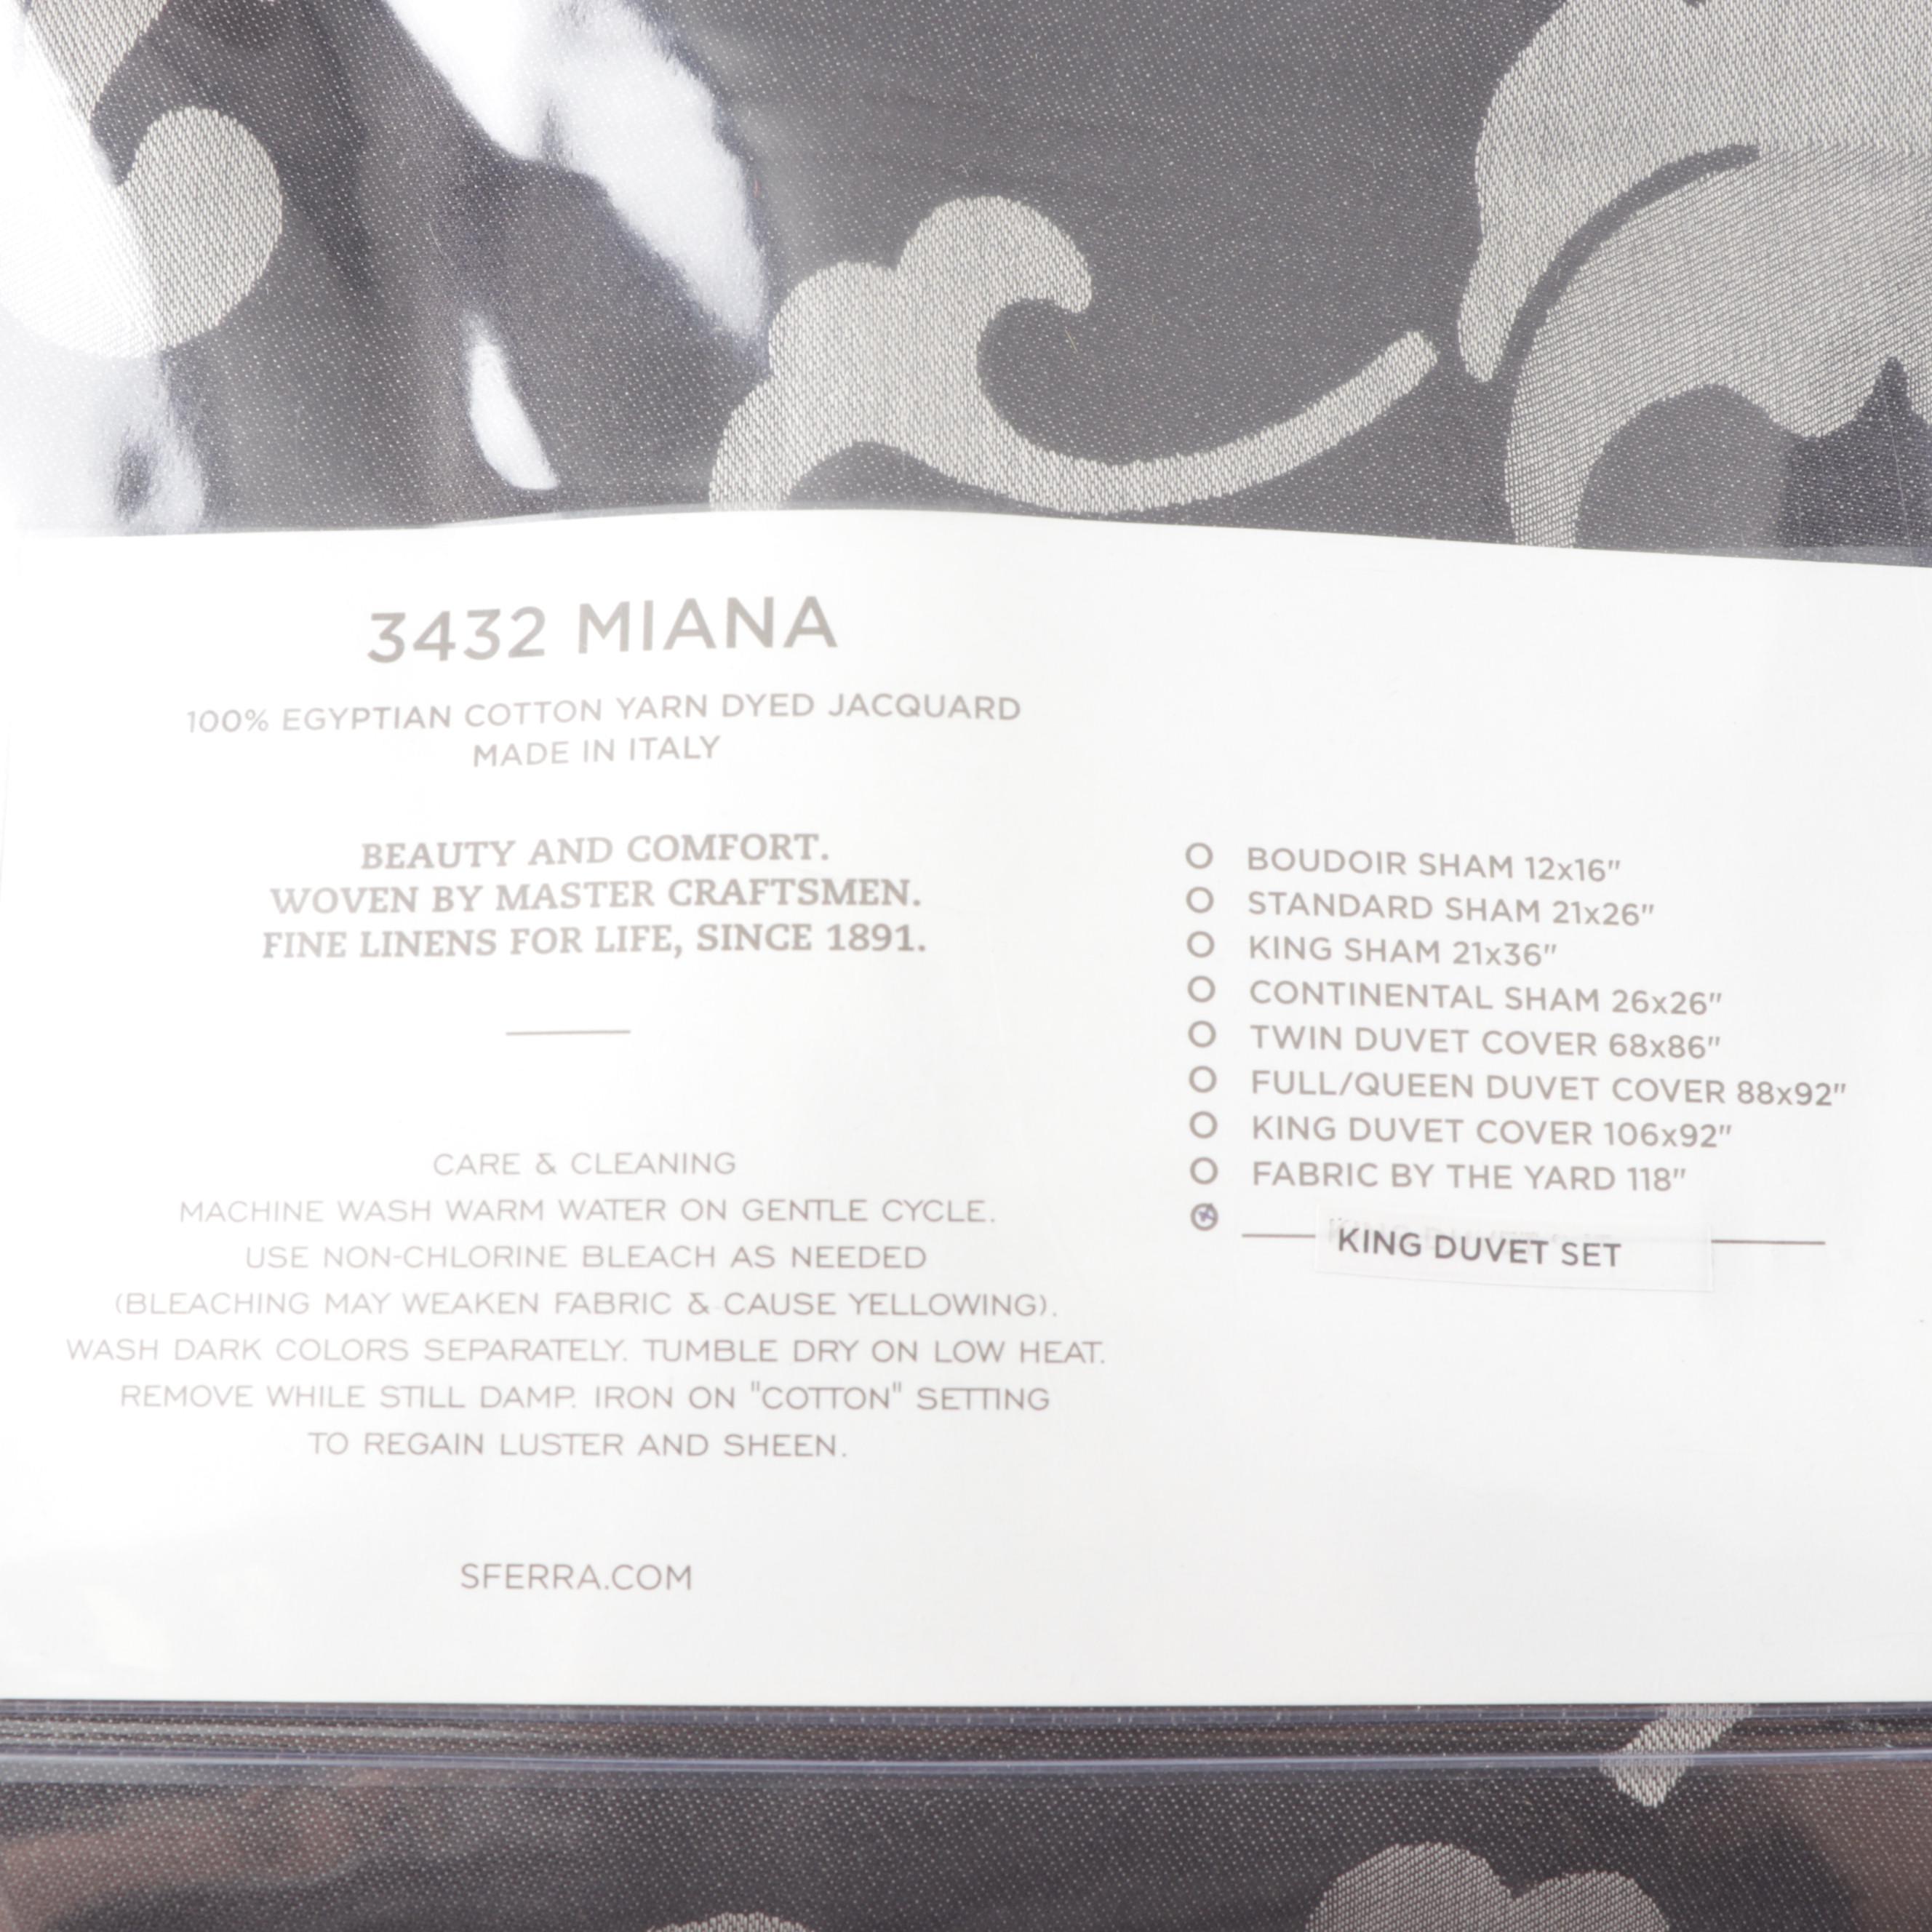 3432 MIANA
100% EGYPTIAN COTTON YARN DYED JACQUARD
MADE IN ITALY
BEAUTY AND COMFORT.
WOVEN BY MASTER CRAFTSMEN.
FINE LINENS FOR LIFE, SINCE 1891.
CARE & CLEANING
MACHINE WASH WARM WATER ON GENTLE CYCLE.
USE NON-CHLORINE BLEACH AS NEEDED
(BLEACHING MAY WEAKEN FABRIC & CAUSE YELLOWING).
WASH DARK COLORS SEPARATELY. TUMBLE DRY ON LOW HEAT.
REMOVE WHILE STILL DAMP. IRON ON "COTTON" SETTING
TO REGAIN LUSTER AND SHEEN.
SFERRA.COM
BOUDOIR SHAM 12x16"
STANDARD SHAM 21x26"
KING SHAM 21x36"
CONTINENTAL SHAM 26x26"
TWIN DUVET COVER 68x86"
FULL/QUEEN DUVET COVER 88x92"
KING DUVET COVER 106x92"
FABRIC BY THE YARD 118"
KING DUVET SET